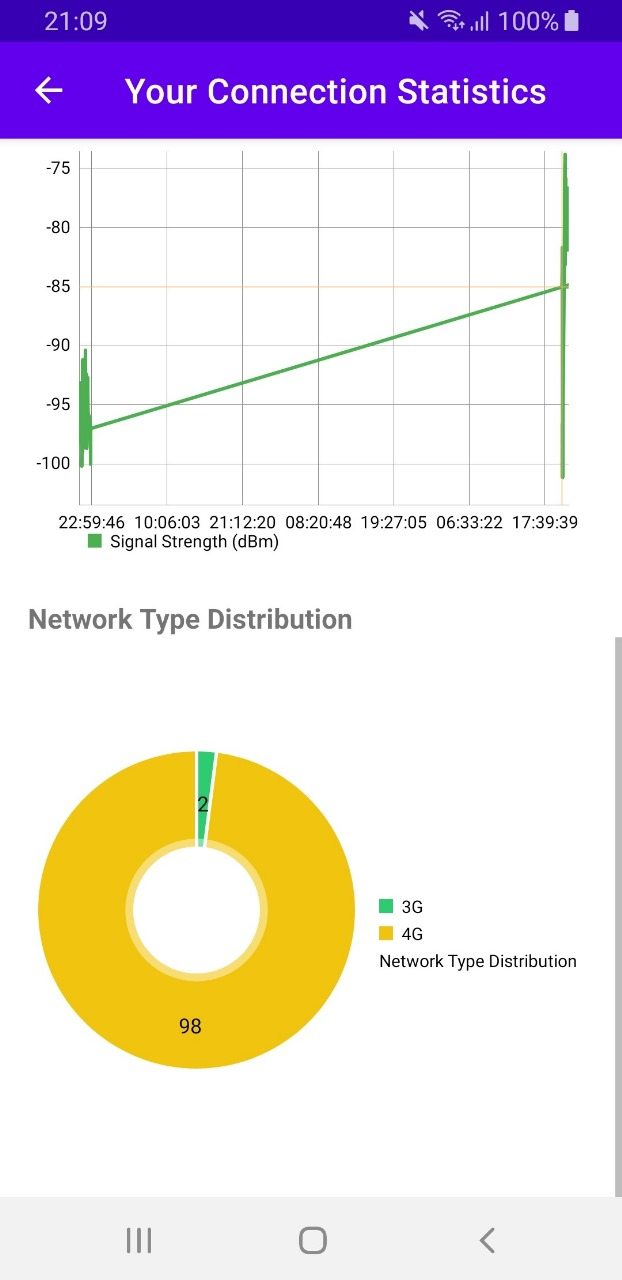 21:09 100%
Your Connection Statistics
-75
-80
-85
-90
-95
-100
22:59:46 10:06:03 21:12:20 08:20:48 19:27:05 06:33:22 17:39:39
Signal Strength (dBm)
Network Type Distribution
2
3G
4G
Network Type Distribution
98